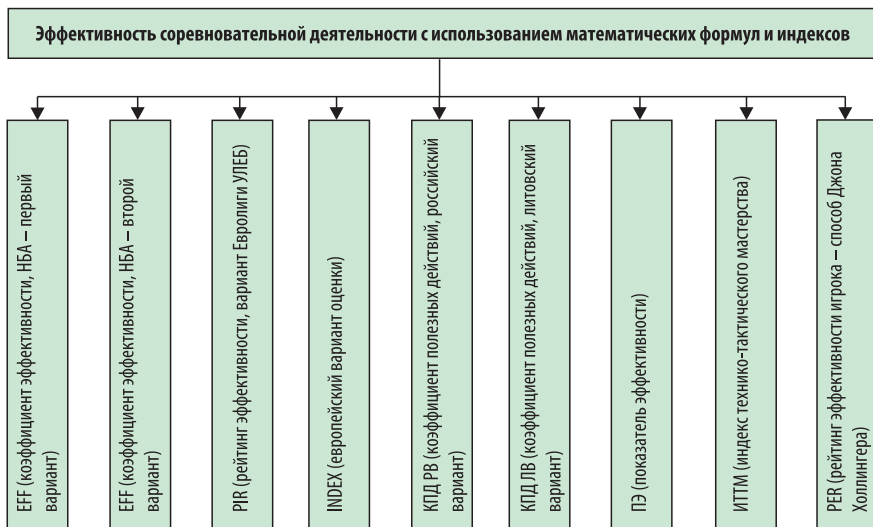 Эффективность соревновательной деятельности с использованием математических формул и индексов
EFF (коэффициент эффективности, НБА – первый
вариант)
EFF (коэффициент эффективности, НБА – второй
вариант)
PIR (рейтинг эффективности, вариант Евролиги УЛЕБ)
INDEX (европейский вариант оценки)
КПД РВ (коэффициент полезных действий, российский
вариант)
КПД ЛВ (коэффициент полезных действий, литовский
вариант)
ПЭ (показатель эффективности)
ИТТМ (индекс технико-тактического мастерства)
PER (рейтинг эффективности игрока – способ Джона
Холлингера)